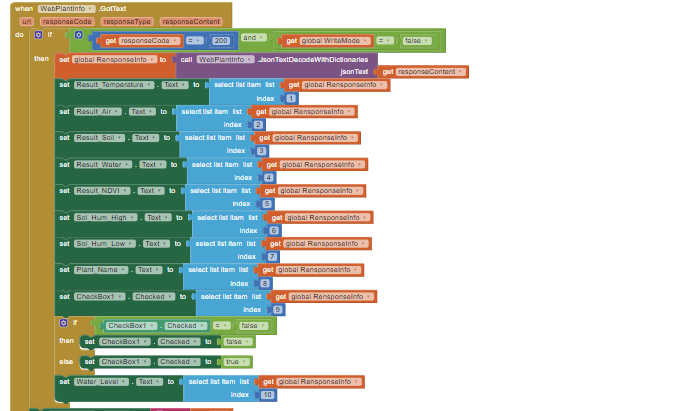 when WebPlantInfo .GotText
url responseCode responseType responseContent
do if get responseCode = 200 and get global WriteMode = false
then set global RensponseInfo to call WebPlantInfo .JsonTextDecodeWithDictionaries
jsonText get responseContent
set Result_Temperature . Text to select list item list get global RensponseInfo
index 1
set Result_Air . Text to select list item list get global RensponseInfo
index 2
set Result_Soil . Text to select list item list get global RensponseInfo
index 3
set Result_Water . Text to select list item list get global RensponseInfo
index 4
set Result_NDVI . Text to select list item list get global RensponseInfo
index 5
set Sol_Hum_High . Text to select list item list get global RensponseInfo
index 6
set Sol_Hum_Low . Text to select list item list get global RensponseInfo
index 7
set Plant_Name . Text to select list item list get global RensponseInfo
index 8
set CheckBox1 . Checked to select list item list get global RensponseInfo
index 9
if CheckBox1 . Checked = false
then set CheckBox1 . Checked to false
else set CheckBox1 . Checked to true
set Water_Level . Text to select list item list get global RensponseInfo
index 10